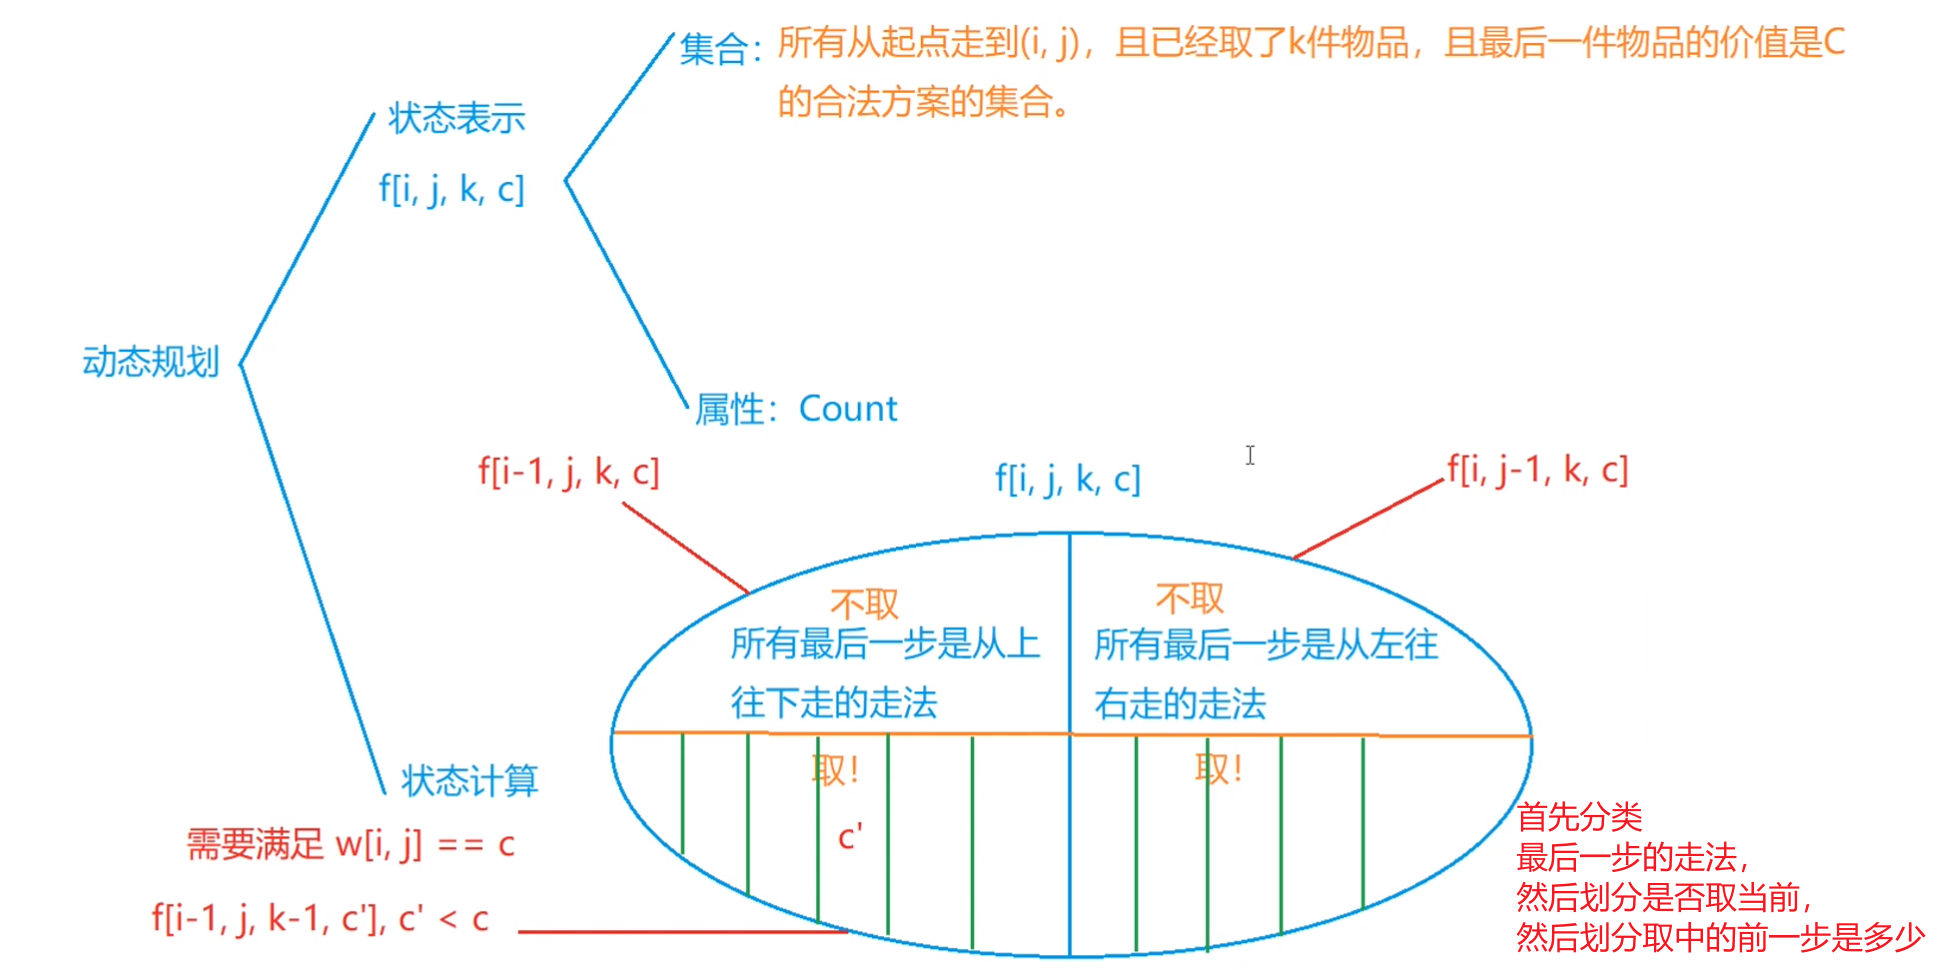 集合：所有从起点走到(i, j)，且已经取了k件物品，且最后一件物品的价值是C
的合法方案的集合。
状态表示
f[i, j, k, c]
动态规划
属性：Count
f[i-1, j, k, c]
f[i, j, k, c]
f[i, j-1, k, c]
不取
所有最后一步是从上
往下走的走法
不取
所有最后一步是从左往
右走的走法
取！
c'
取！
状态计算
需要满足 w[i, j] == c
f[i-1, j, k-1, c'], c' < c
首先分类
最后一步的走法，
然后划分是否取当前，
然后划分取中的前一步是多少